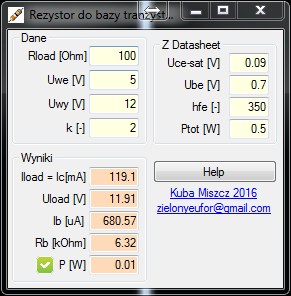 Rezystor do bazy tranzyst...
Dane
Rload [Ohm] 100
Uwe [V] 5
Uwy [V] 12
k [-] 2
Z Datasheet
Uce-sat [V] 0.09
Ube [V] 0.7
hfe [-] 350
Ptot [W] 0.5
Wyniki
Iload = Ic[mA] 119.1
Uload [V] 11.91
Ib [uA] 680.57
Rb [kOhm] 6.32
P [W] 0.01
Help
Kuba Miszcz 2016
zielonyeufor@gmail.com